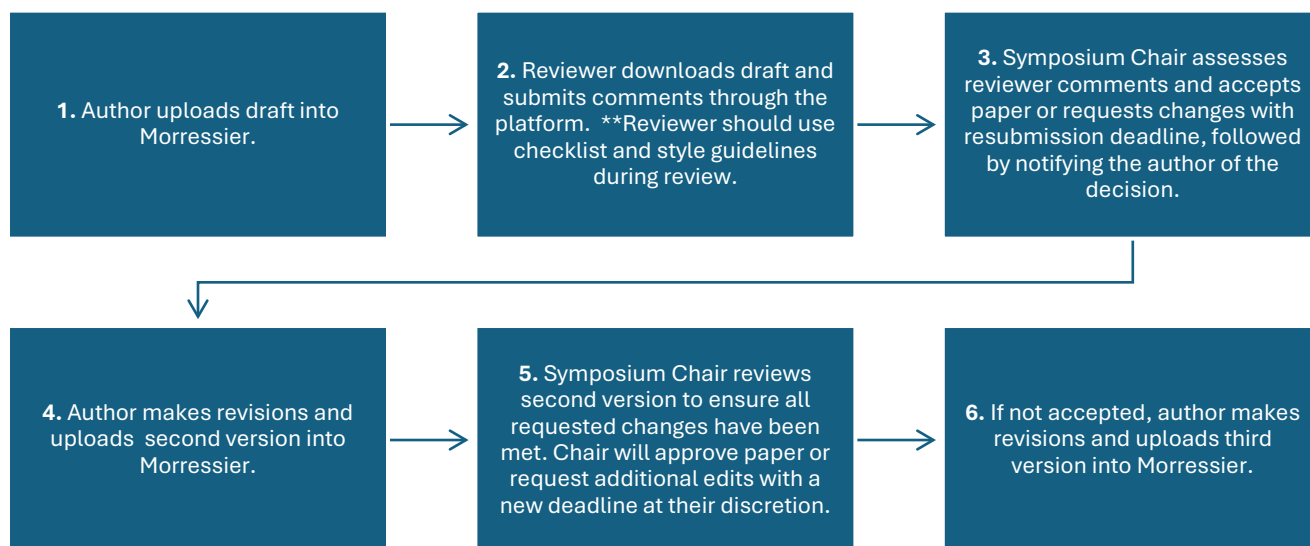 1. Author uploads draft into
Morressier.
2. Reviewer downloads draft and
submits comments through the
platform.  **Reviewer should use
checklist and style guidelines
during review.
3. Symposium Chair assesses
reviewer comments and accepts
paper or requests changes with
resubmission deadline, followed
by notifying the author of the
decision.
4. Author makes revisions and
uploads  second version into
Morressier.
5. Symposium Chair reviews
second version to ensure all
requested changes have been
met. Chair will approve paper or
request additional edits with a
new deadline at their discretion.
6. If not accepted, author makes
revisions and uploads third
version into Morressier.